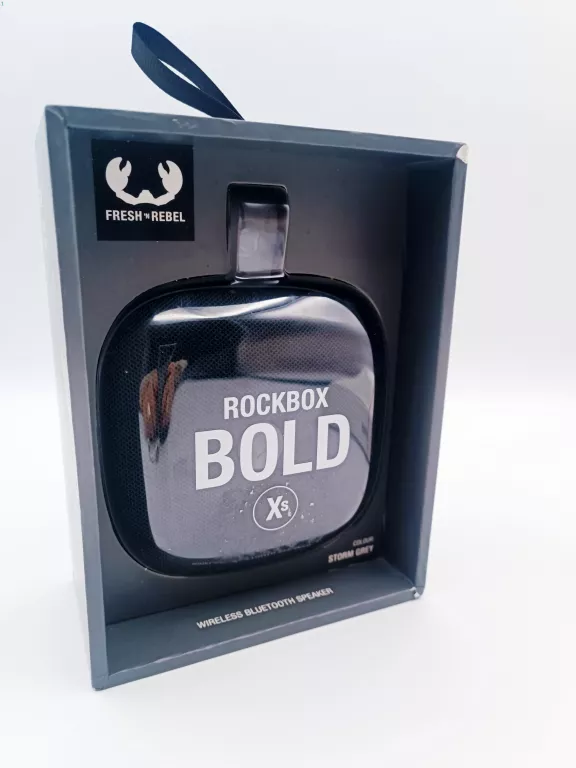 FRESH 'N REBEL
ROCKBOX
BOLD
Xs
COLOUR
STORM GREY
WIRELESS BLUETOOTH SPEAKER